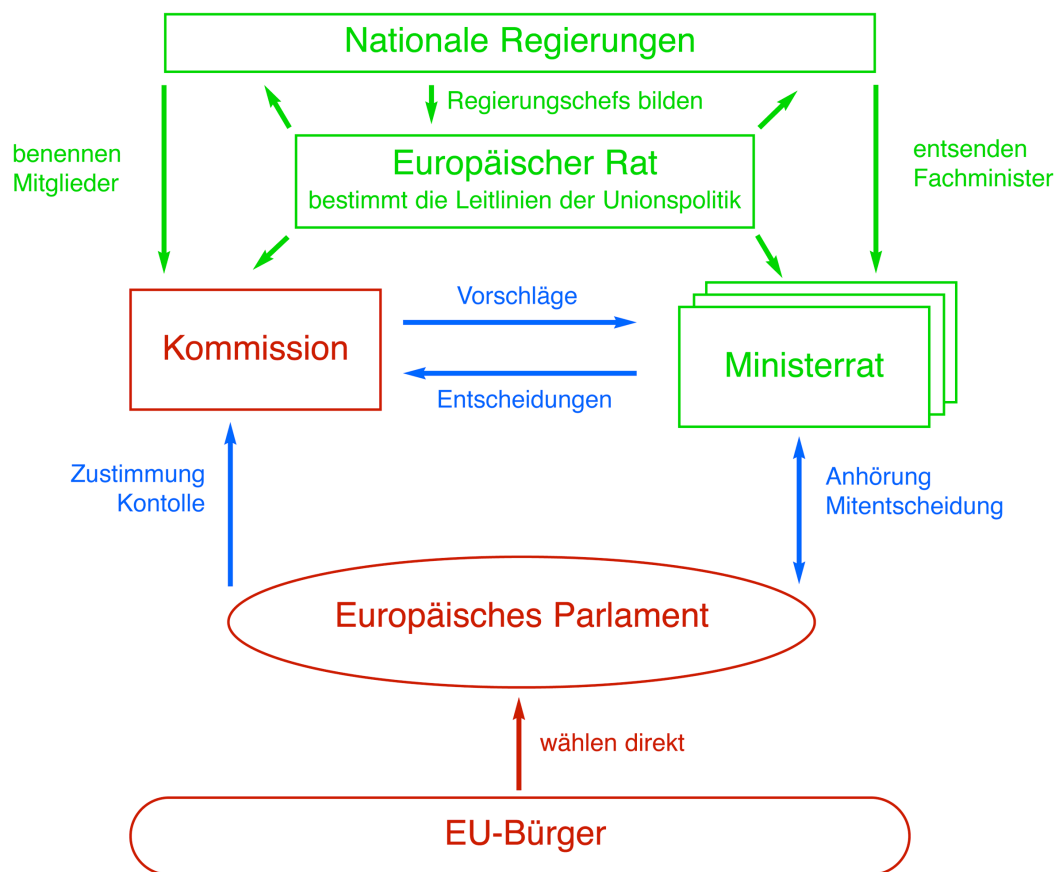 Nationale Regierungen
Regierungschefs bilden
benennen
Mitglieder
Europäischer Rat
bestimmt die Leitlinien der Unionspolitik
entsenden
Fachminister
Vorschläge
Kommission
Ministerrat
Entscheidungen
Zustimmung
Kontolle
Anhörung
Mitentscheidung
Europäisches Parlament
wählen direkt
EU-Bürger